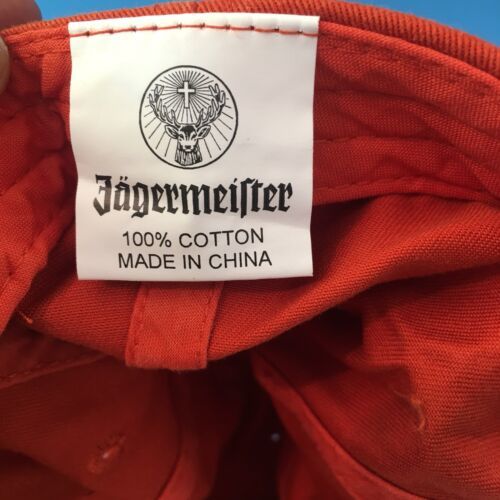 Jägermeiſter
100% COTTON
MADE IN CHINA